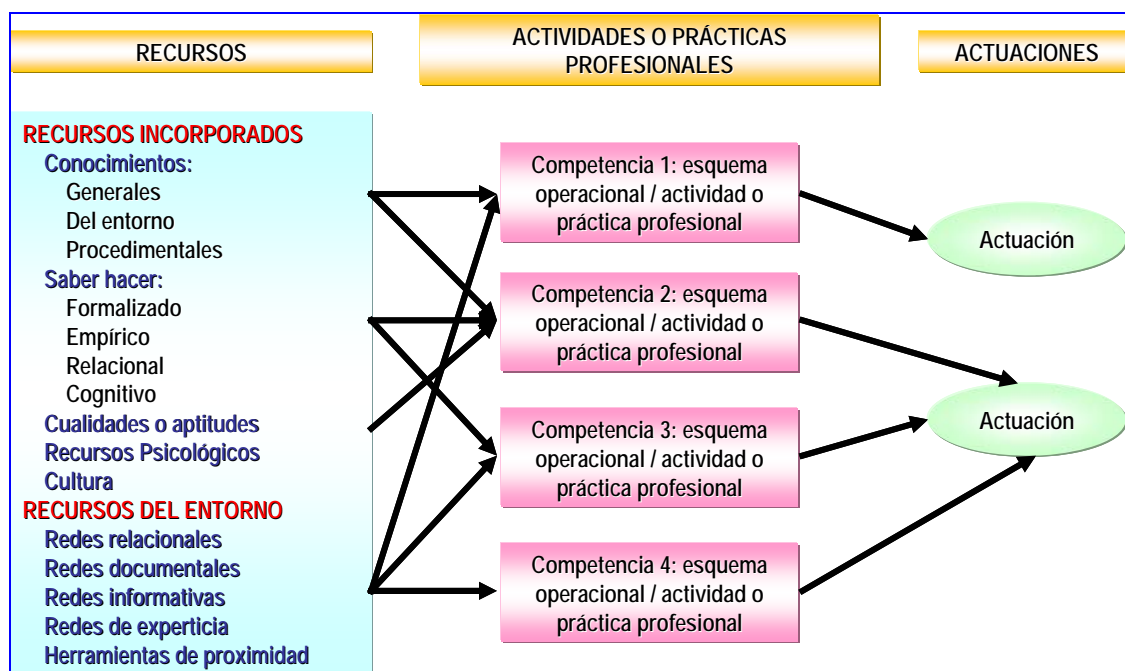 RECURSOS
ACTIVIDADES O PRÁCTICAS
PROFESIONALES
ACTUACIONES
RECURSOS INCORPORADOS
Conocimientos:
Generales
Del entorno
Procedimentales
Saber hacer:
Formalizado
Empírico
Relacional
Cognitivo
Cualidades o aptitudes
Recursos Psicológicos
Cultura
RECURSOS DEL ENTORNO
Redes relacionales
Redes documentales
Redes informativas
Redes de experticia
Herramientas de proximidad
Competencia 1: esquema
operacional / actividad o
práctica profesional
Competencia 2: esquema
operacional / actividad o
práctica profesional
Competencia 3: esquema
operacional / actividad o
práctica profesional
Competencia 4: esquema
operacional / actividad o
práctica profesional
Actuación
Actuación